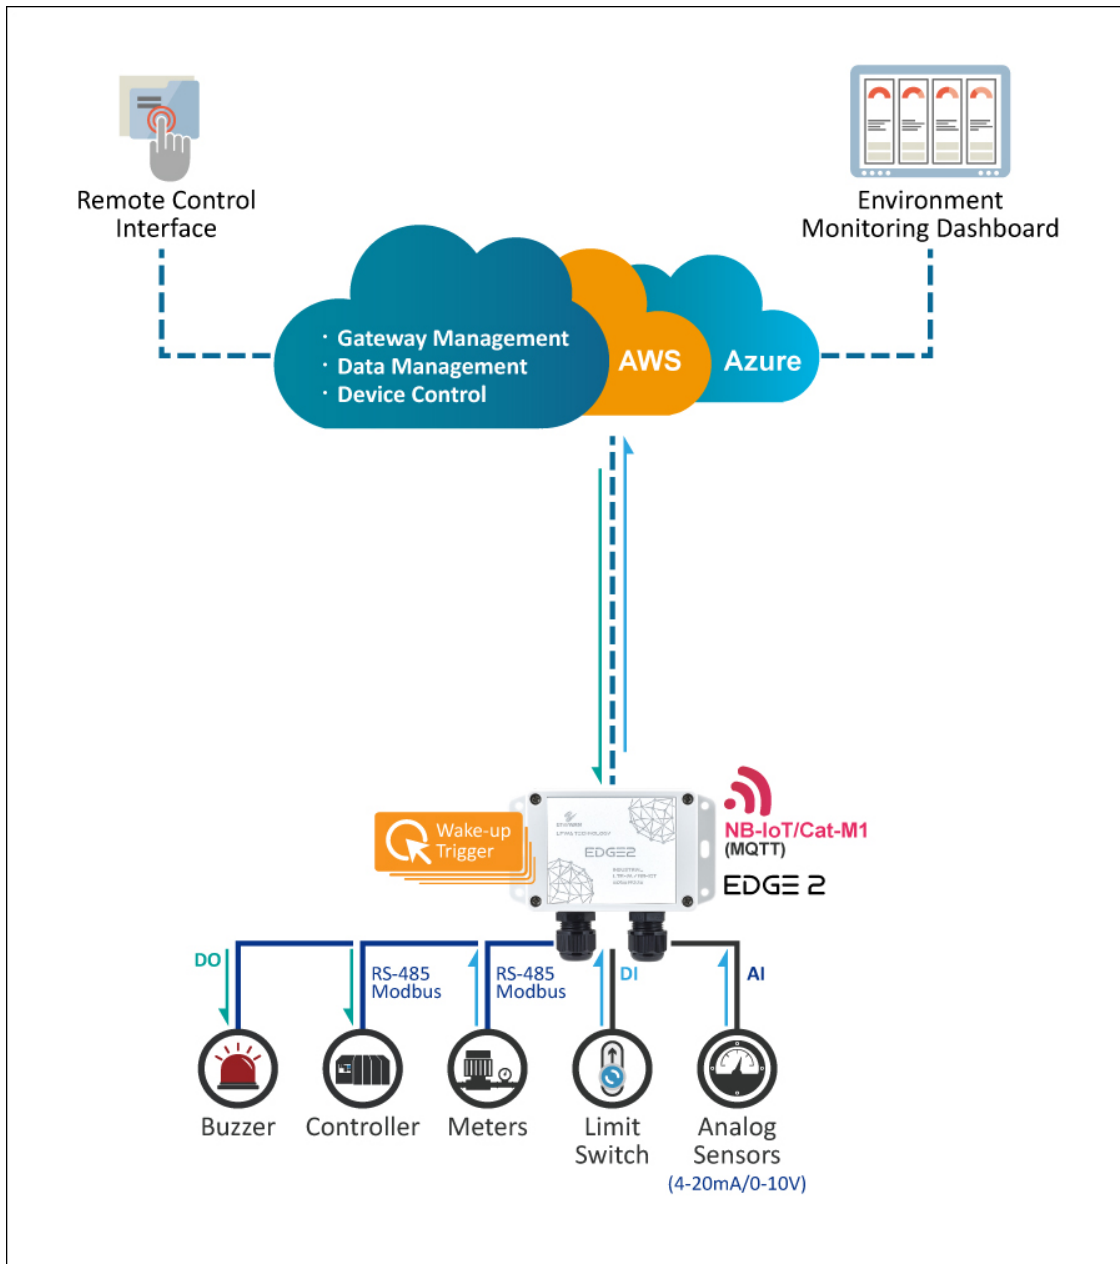 Remote Control
Interface
Environment
Monitoring Dashboard
· Gateway Management
· Data Management
· Device Control
AWS
Azure
Wake-up
Trigger
EDGE2
NB-IoT/Cat-M1
(MQTT)
EDGE 2
DO
RS-485
Modbus
RS-485
Modbus
DI
AI
Buzzer
Controller
Meters
Limit
Switch
Analog
Sensors
(4-20mA/0-10V)